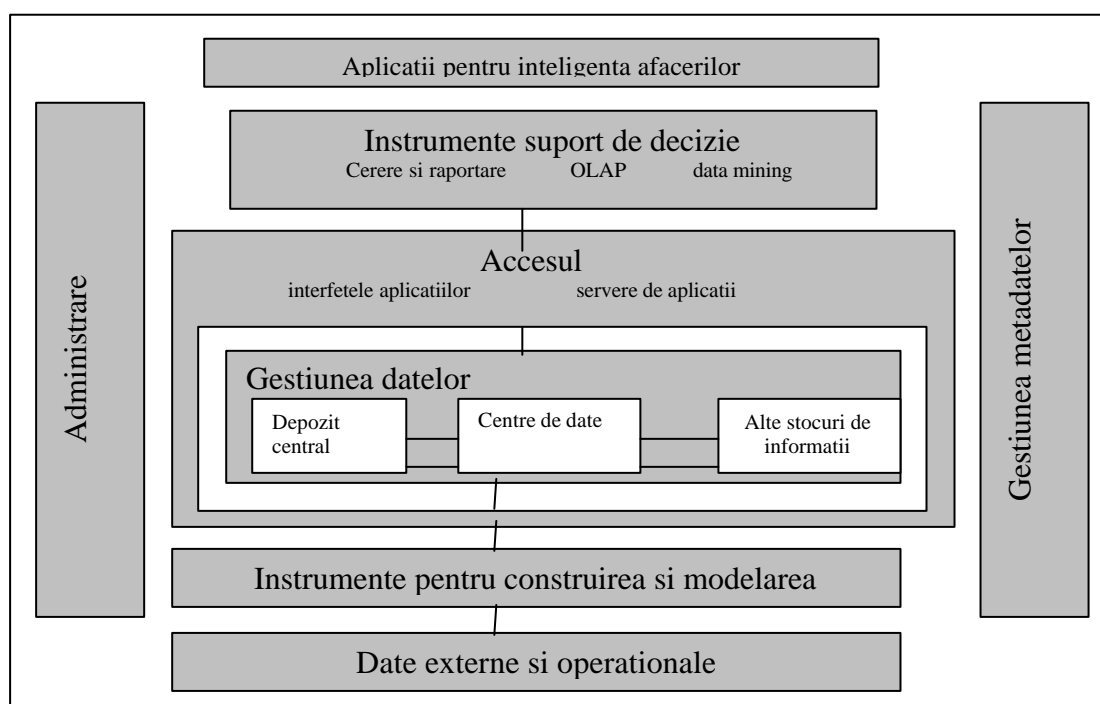 Aplicatii pentru inteligenta afacerilor
Instrumente suport de decizie
Cerere si raportare OLAP data mining
Accesul
interfetele aplicatiilor servere de aplicatii
Administrare
Gestiunea metadatelor
Gestiunea datelor
Depozit
central
Centre de date
Alte stocuri de
informatii
Instrumente pentru construirea si modelarea
Date externe si operationale